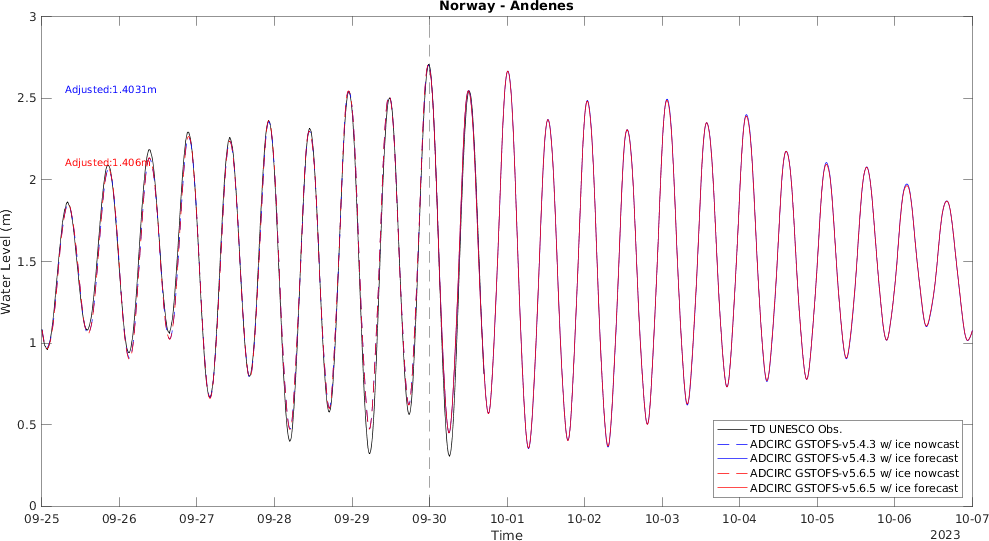 Norway - Andenes
3
2.5
2
1.5
1
0.5
0
Water Level (m)
Adjusted:1.4031m
Adjusted:1.406m
TD UNESCO Obs.
ADCIRC GSTOFS-v5.4.3 w/ ice nowcast
ADCIRC GSTOFS-v5.4.3 w/ ice forecast
ADCIRC GSTOFS-v5.6.5 w/ ice nowcast
ADCIRC GSTOFS-v5.6.5 w/ ice forecast
09-25 09-26 09-27 09-28 09-29 09-30 10-01 10-02 10-03 10-04 10-05 10-06 10-07
Time
2023